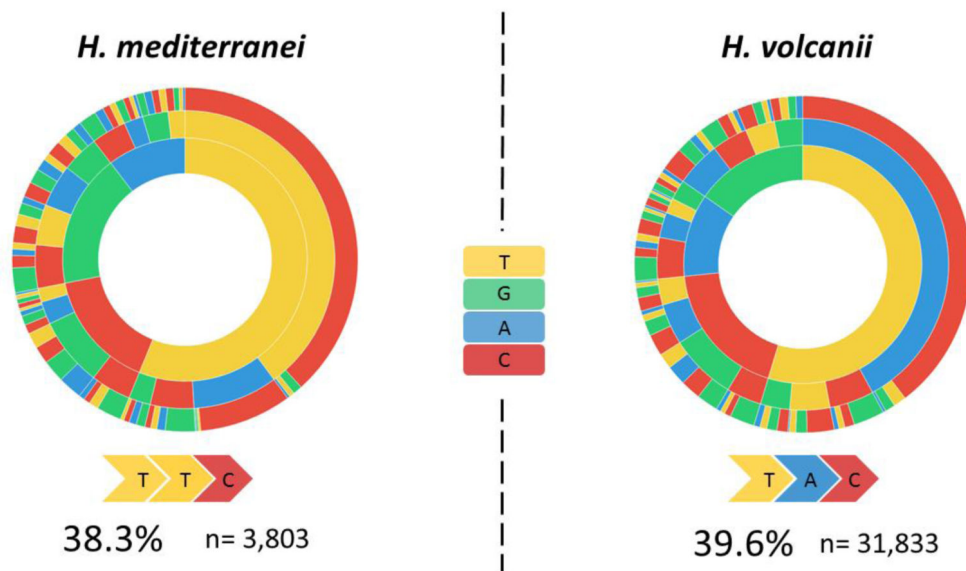 H. mediterranei
H. volcanii
T
G
A
C
T T C
38.3% n= 3,803
T A C
39.6% n= 31,833